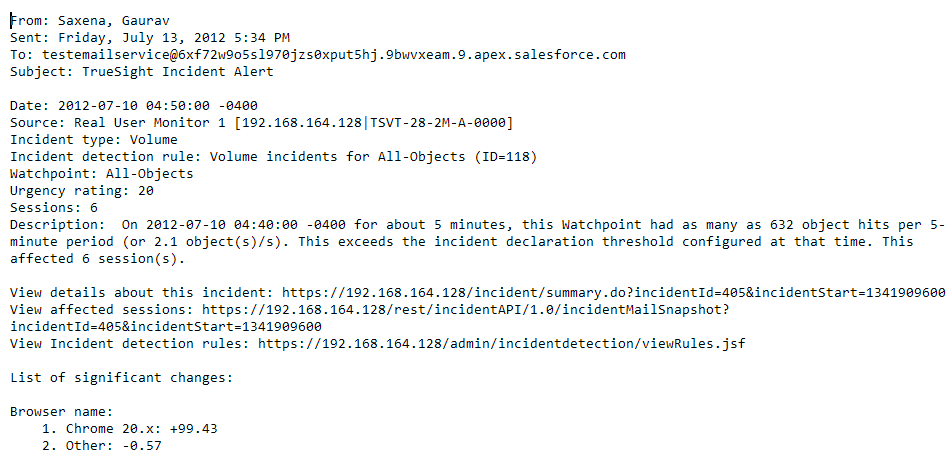 From: Saxena, Gaurav
Sent: Friday, July 13, 2012 5:34 PM
To: testemailservice@6xf72w9o5sl970jzs0xput5hj.9bwvxeam.9.apex.salesforce.com
Subject: TrueSight Incident Alert
Date: 2012-07-10 04:50:00 -0400
Source: Real User Monitor 1 [192.168.164.128|TSVT-28-2M-A-0000]
Incident type: Volume
Incident detection rule: Volume incidents for All-Objects (ID=118)
Watchpoint: All-Objects
Urgency rating: 20
Sessions: 6
Description:  On 2012-07-10 04:40:00 -0400 for about 5 minutes, this Watchpoint had as many as 632 object hits per 5-
minute period (or 2.1 object(s)/s). This exceeds the incident declaration threshold configured at that time. This
affected 6 session(s).
View details about this incident: https://192.168.164.128/incident/summary.do?incidentId=405&incidentStart=1341909600
View affected sessions: https://192.168.164.128/rest/incidentAPI/1.0/incidentMailSnapshot?
incidentId=405&incidentStart=1341909600
View Incident detection rules: https://192.168.164.128/admin/incidentdetection/viewRules.jsf
List of significant changes:
Browser name:
1. Chrome 20.x: +99.43
2. Other: -0.57